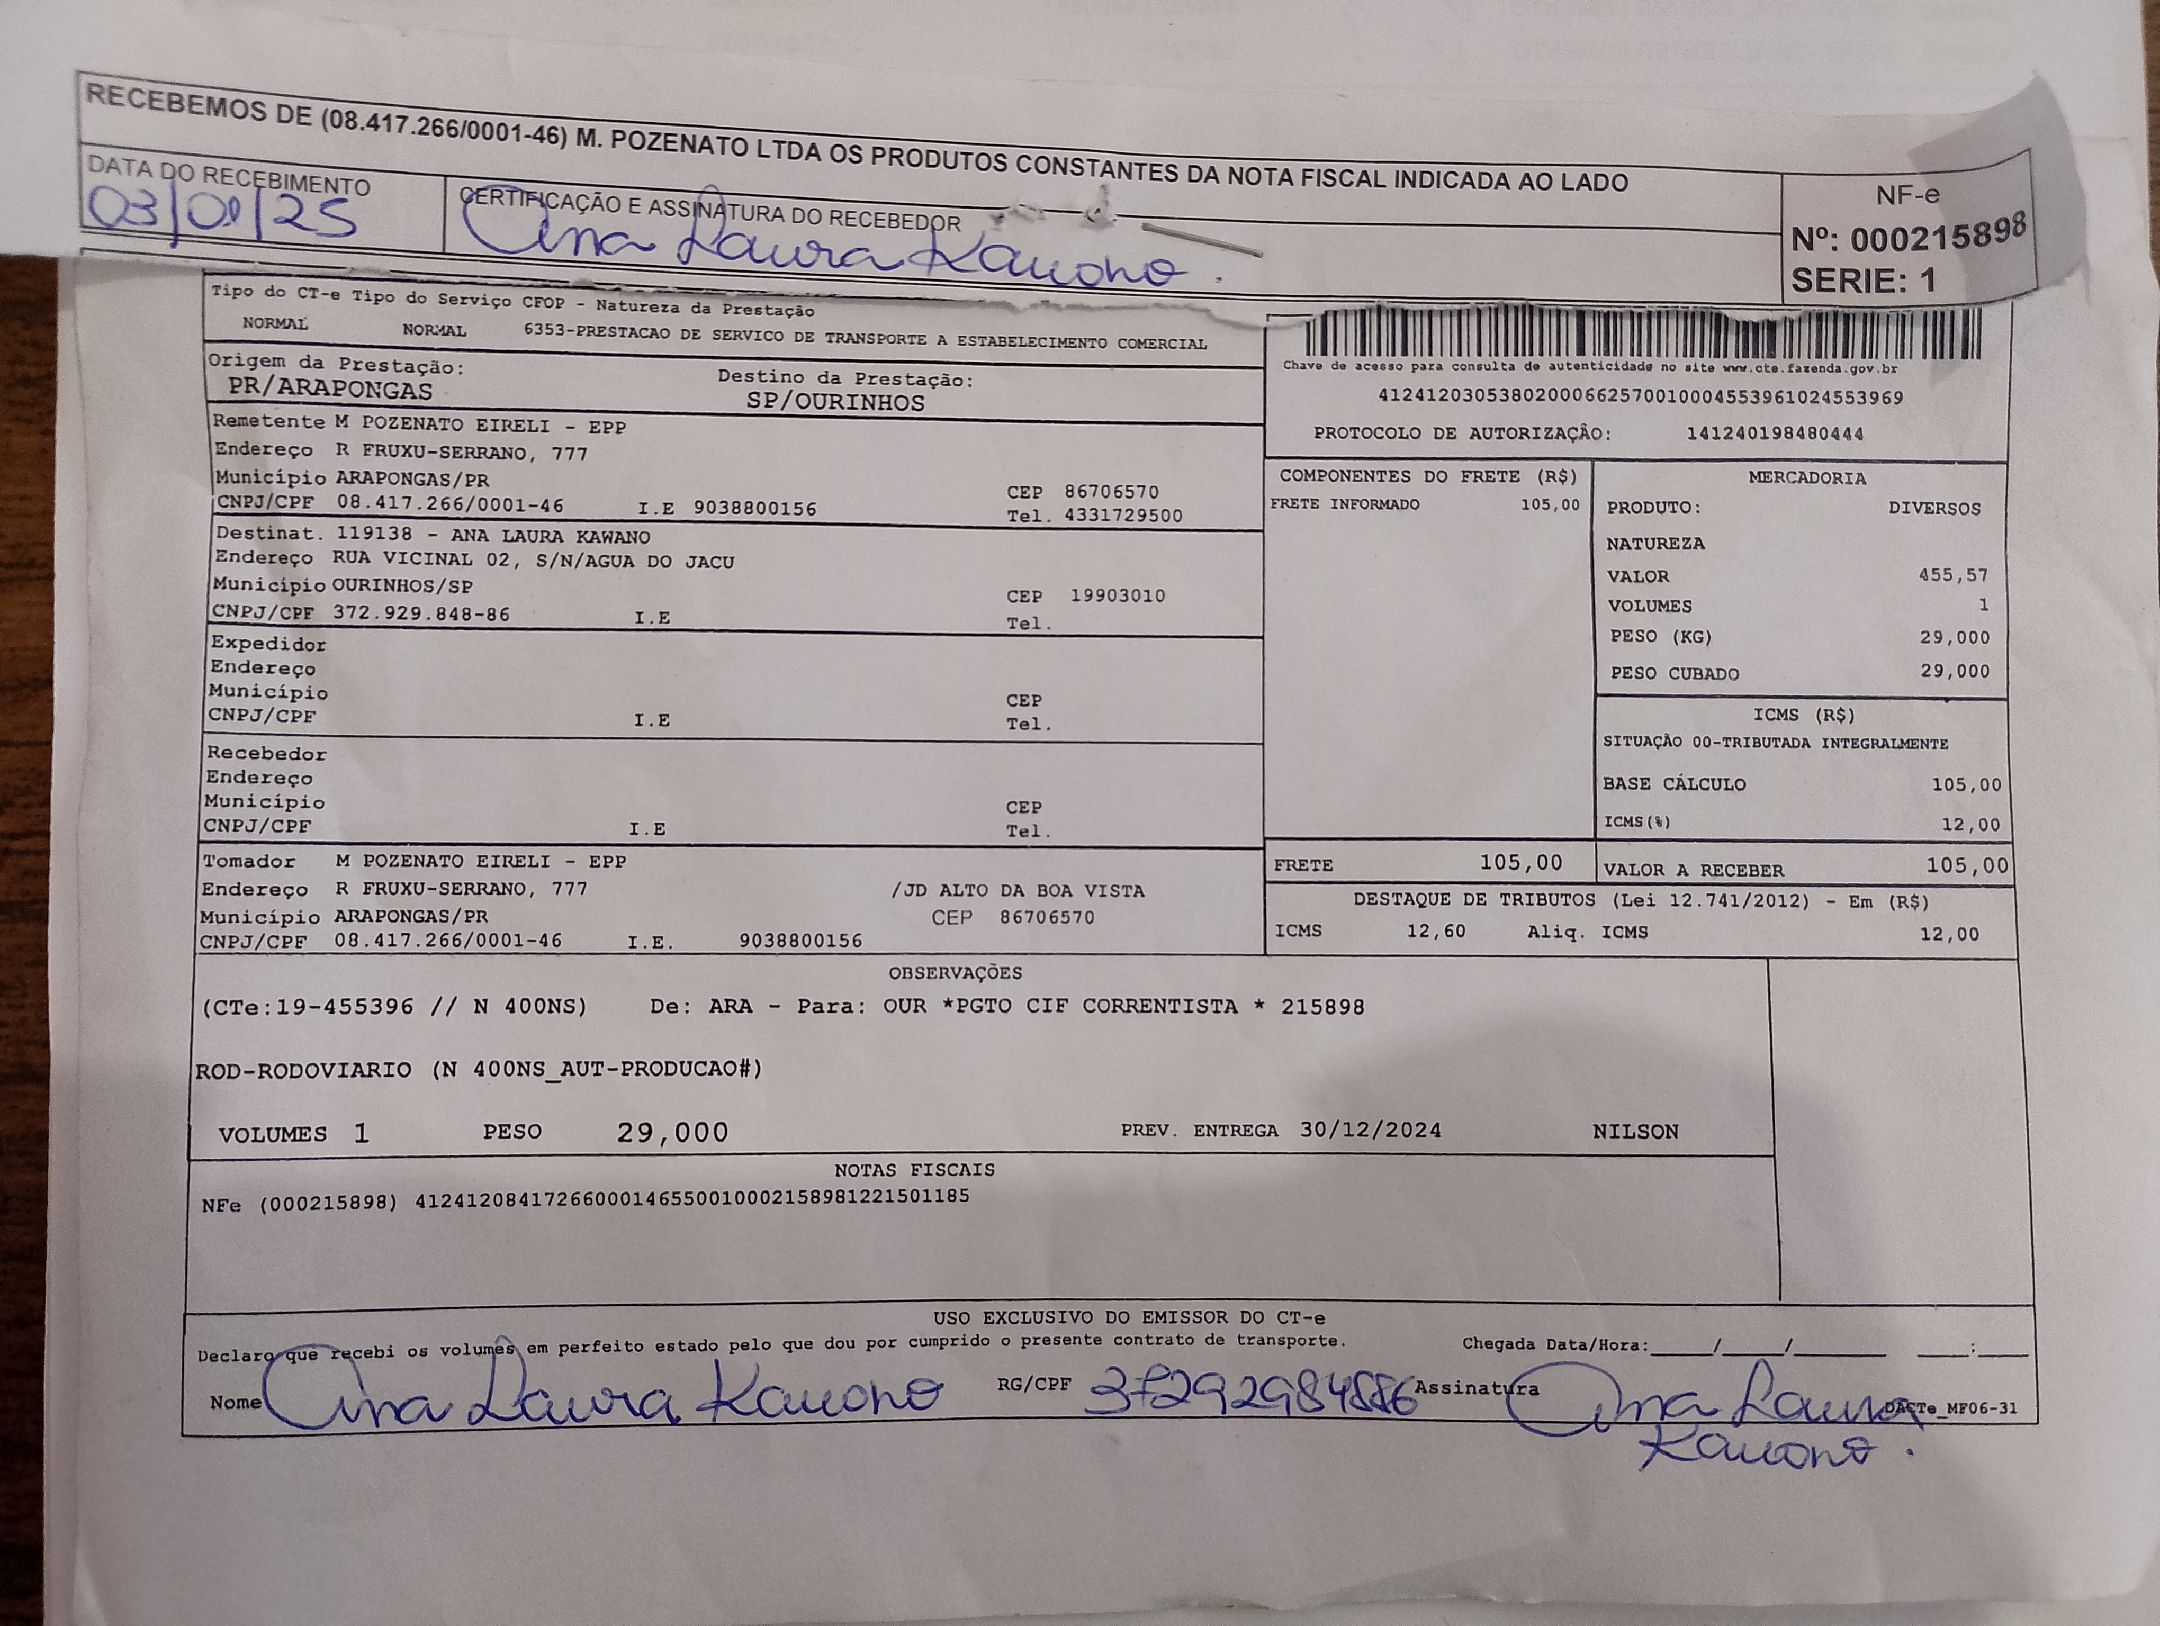 RECEBEMOS DE (08.417.266/0001-46) M. POZENATO LTDA OS PRODUTOS CONSTANTES DA NOTA FISCAL INDICADA AO LADO
DATA DO RECEBIMENTO
03/01/25
CERTIFICAÇÃO E ASSINATURA DO RECEBEDOR
Ana Laura Kawano.
NF-e
Nº: 000215898
SERIE: 1
Tipo do CT-e Tipo do Serviço CFOP - Natureza da Prestação
NORMAL NORMAL 6353-PRESTACAO DE SERVICO DE TRANSPORTE A ESTABELECIMENTO COMERCIAL
Origem da Prestação: Destino da Prestação:
PR/ARAPONGAS SP/OURINHOS
Chave de acesso para consulta de autenticidade no site www.cte.fazenda.gov.br
41241203053802000662570010004553961024553969
PROTOCOLO DE AUTORIZAÇÃO: 141240198480444
Remetente M POZENATO EIRELI - EPP
Endereço R FRUXU-SERRANO, 777
Município ARAPONGAS/PR CEP 86706570
CNPJ/CPF 08.417.266/0001-46 I.E 9038800156 Tel. 4331729500
Destinat. 119138 - ANA LAURA KAWANO
Endereço RUA VICINAL 02, S/N/AGUA DO JACU
Município OURINHOS/SP CEP 19903010
CNPJ/CPF 372.929.848-86 I.E Tel.
Expedidor
Endereço
Município CEP
CNPJ/CPF I.E Tel.
Recebedor
Endereço
Município CEP
CNPJ/CPF I.E Tel.
Tomador M POZENATO EIRELI - EPP
Endereço R FRUXU-SERRANO, 777 /JD ALTO DA BOA VISTA
Município ARAPONGAS/PR CEP 86706570
CNPJ/CPF 08.417.266/0001-46 I.E. 9038800156
COMPONENTES DO FRETE (R$)
FRETE INFORMADO 105,00
MERCADORIA
PRODUTO: DIVERSOS
NATUREZA
VALOR 455,57
VOLUMES 1
PESO (KG) 29,000
PESO CUBADO 29,000
ICMS (R$)
SITUAÇÃO 00-TRIBUTADA INTEGRALMENTE
BASE CÁLCULO 105,00
ICMS(%) 12,00
FRETE 105,00 VALOR A RECEBER 105,00
DESTAQUE DE TRIBUTOS (Lei 12.741/2012) - Em (R$)
ICMS 12,60 Aliq. ICMS 12,00
OBSERVAÇÕES
(CTe:19-455396 // N 400NS) De: ARA - Para: OUR *PGTO CIF CORRENTISTA * 215898
ROD-RODOVIARIO (N 400NS_AUT-PRODUCAO#)
VOLUMES 1 PESO 29,000 PREV. ENTREGA 30/12/2024 NILSON
NOTAS FISCAIS
NFe (000215898) 41241208417266000146550010002158981221501185
USO EXCLUSIVO DO EMISSOR DO CT-e
Declaro que recebi os volumes em perfeito estado pelo que dou por cumprido o presente contrato de transporte. Chegada Data/Hora:_____/_____/_______ ____:____
Nome Ana Laura Kawano RG/CPF 37292984886 Assinatura Ana Laura
DACTe_MF06-31
Kawano.